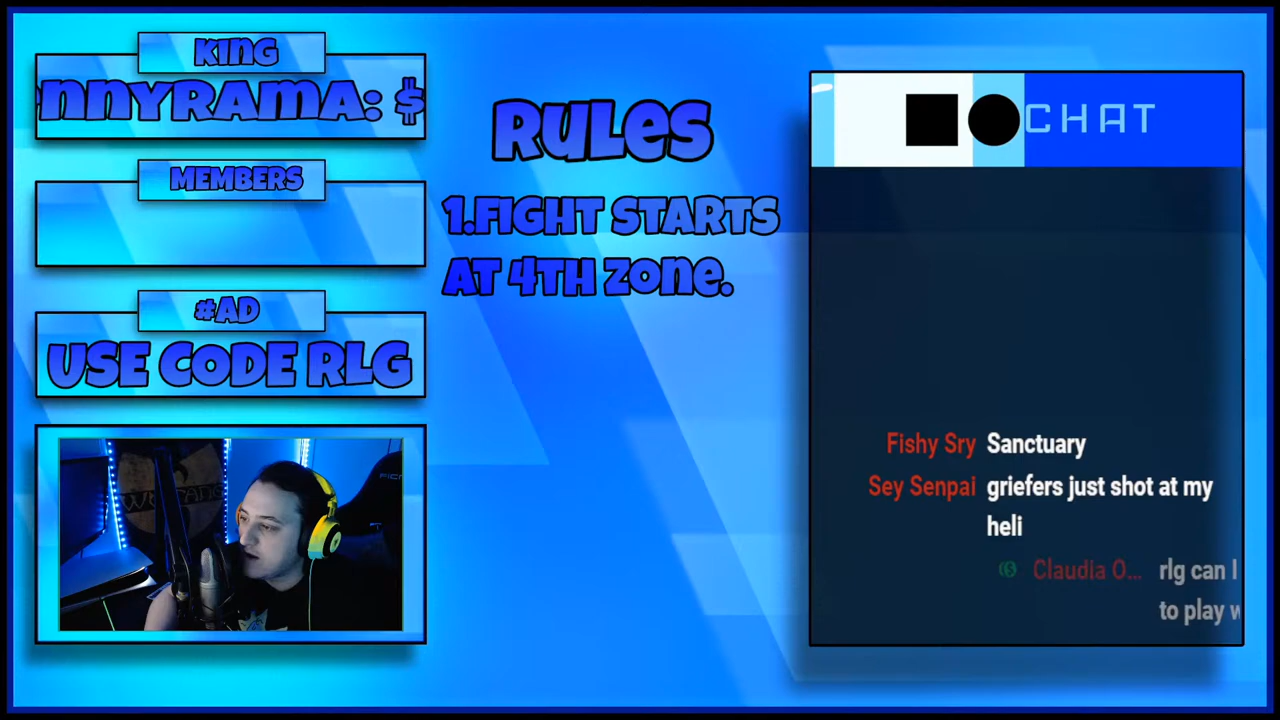 King
nnyrama: $
MEMBERS
#AD
USE CODE RLG
Rules
1.FIGHT STARTS
AT 4TH ZONE.
CHAT
Fishy Sry Sanctuary
Sey Senpai griefers just shot at my
heli
Claudia O... rlg can I
to play w